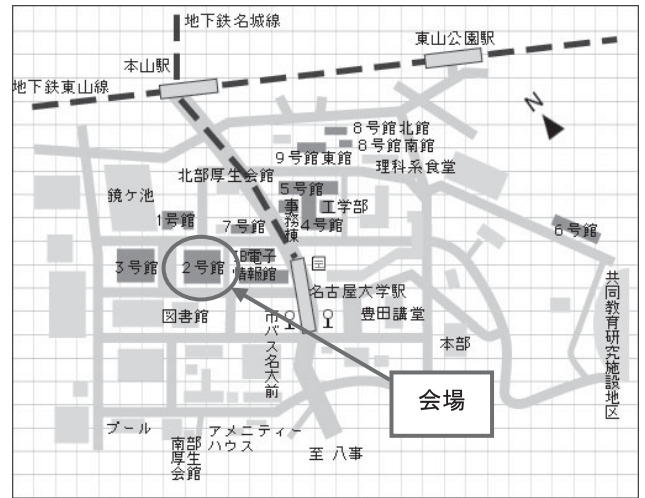 地下鉄名城線
東山公園駅
本山駅
地下鉄東山線
N
8号館北館
8号館南館
9号館東館
理科系食堂
北部厚生会館
鏡ケ池
5号館
事務棟
工学部
1号館
7号館
4号館
6号館
3号館
2号館
IB電子
情報館
名古屋大学駅
共同教育研究施設地区
図書館
市バス名大前
豊田講堂
本部
会場
プール
アメニティー
ハウス
南部
厚生
会館
至 八事